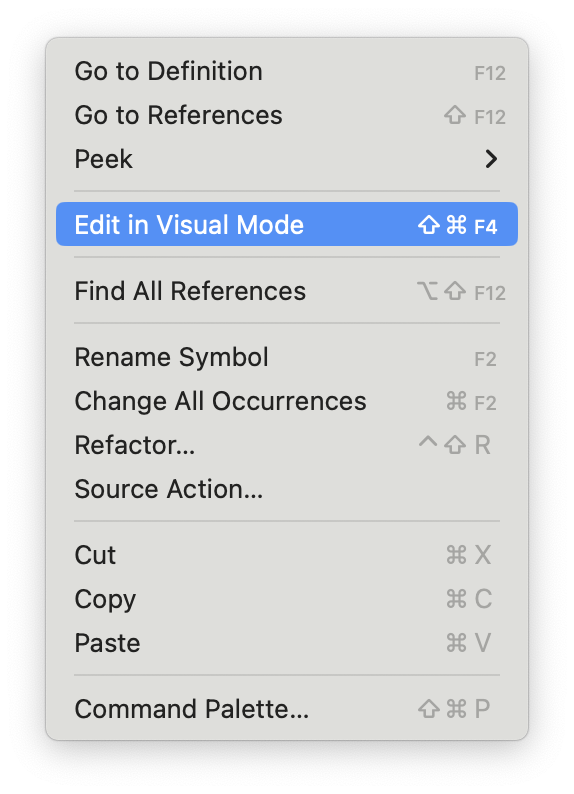 Go to Definition F12
Go to References ⇧ F12
Peek
Edit in Visual Mode ⇧ ⌘ F4
Find All References ⌥ ⇧ F12
Rename Symbol F2
Change All Occurrences ⌘ F2
Refactor... ^ ⇧ R
Source Action...
Cut ⌘ X
Copy ⌘ C
Paste ⌘ V
Command Palette... ⇧ ⌘ P